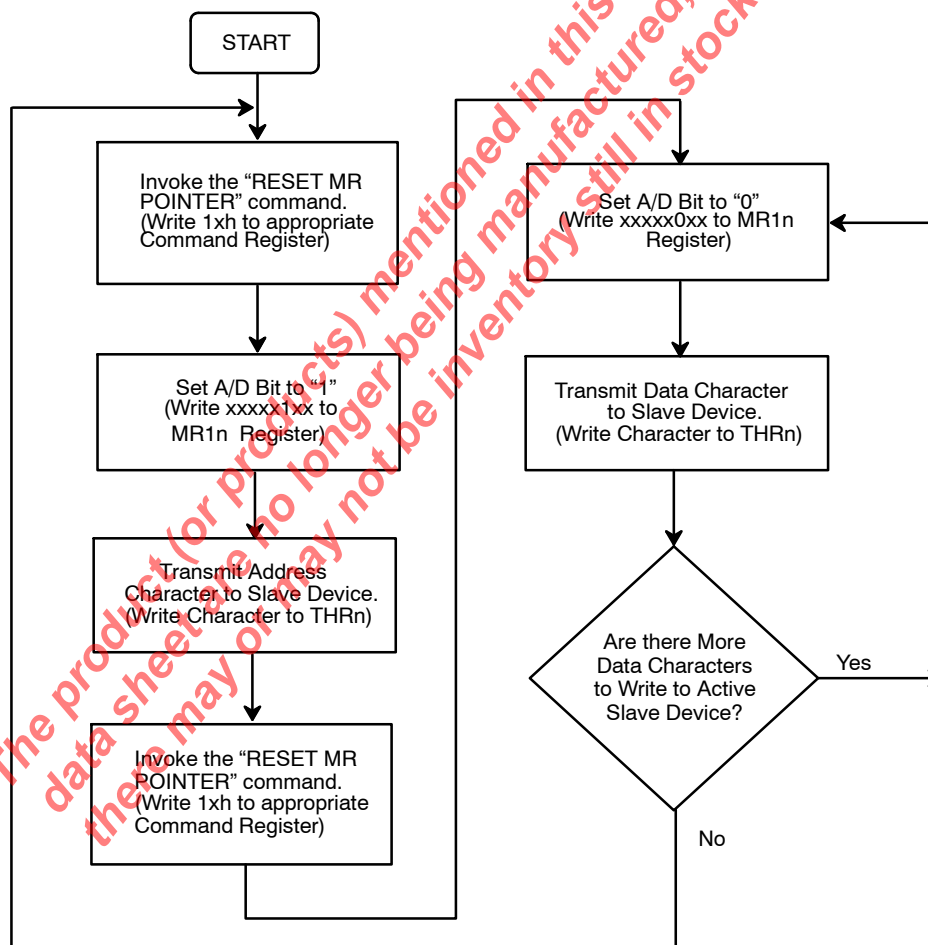 START
Invoke the “RESET MR
POINTER” command.
(Write 1xh to appropriate
Command Register)
Set A/D Bit to “1”
(Write xxxxx1xx to
MR1n Register)
Transmit Address
Character to Slave Device.
(Write Character to THRn)
Invoke the “RESET MR
POINTER” command.
(Write 1xh to appropriate
Command Register)
Set A/D Bit to “0”
(Write xxxxx0xx to MR1n
Register)
Transmit Data Character
to Slave Device.
(Write Character to THRn)
Are there More
Data Characters
to Write to Active
Slave Device?
Yes
No
The product (or products) mentioned in this
data sheet are no longer being manufactured,
there may or may not be inventory still in stock